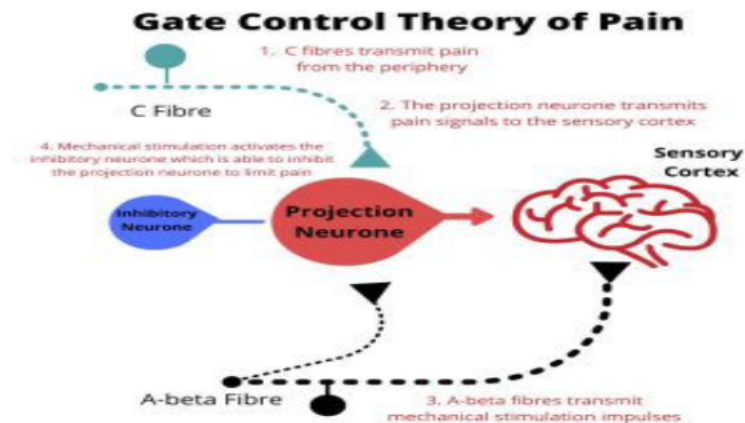 Gate Control Theory of Pain
1. C fibres transmit pain
from the periphery
C Fibre
2. The projection neurone transmits
pain signals to the sensory cortex
4. Mechanical stimulation activates the
inhibitory neurone which is able to inhibit
the projection neurone to limit pain
Sensory
Cortex
Inhibitory
Neurone
Projection
Neurone
A-beta Fibre
3. A-beta fibres transmit
mechanical stimulation impulses